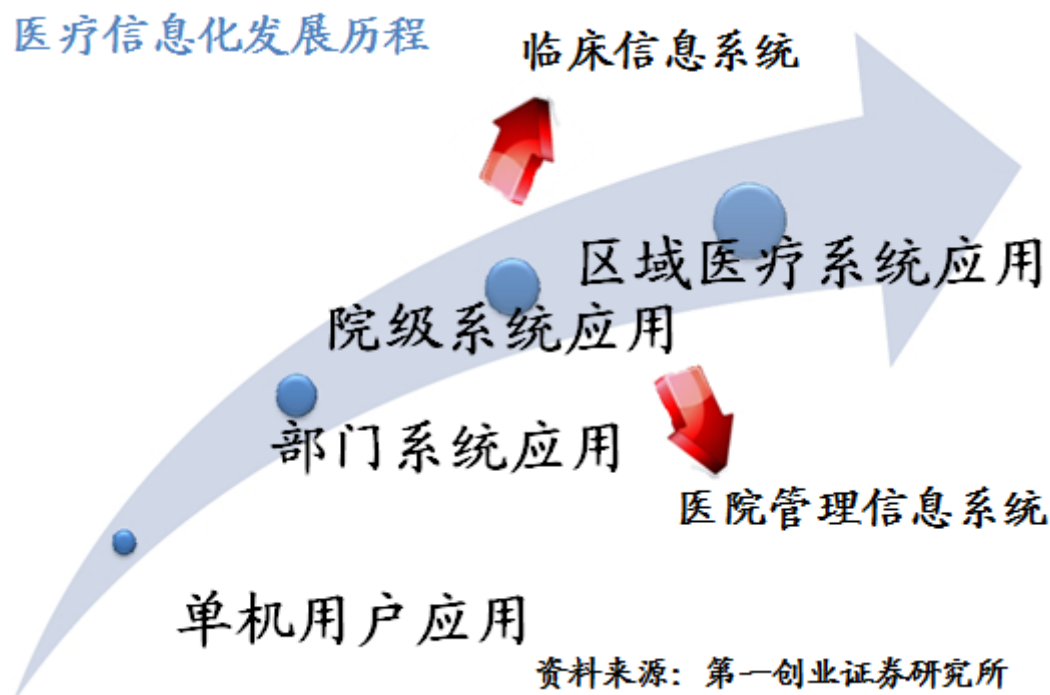 医疗信息化发展历程
临床信息系统
区域医疗系统应用
院级系统应用
部门系统应用
医院管理信息系统
单机用户应用
资料来源：第一创业证券研究所